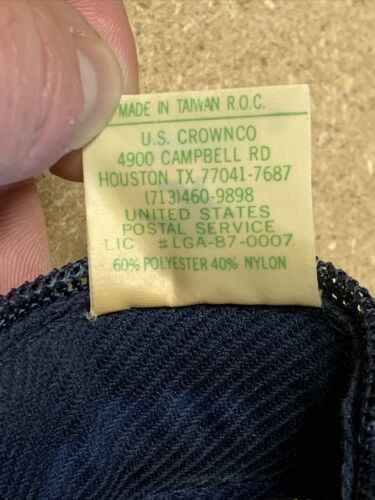 MADE IN TAIWAN R.O.C.
U.S. CROWNCO
4900 CAMPBELL RD
HOUSTON TX 77041-7687
(713)460-9898
UNITED STATES
POSTAL SERVICE
LIC #LGA-87-0007
60% POLYESTER 40% NYLON